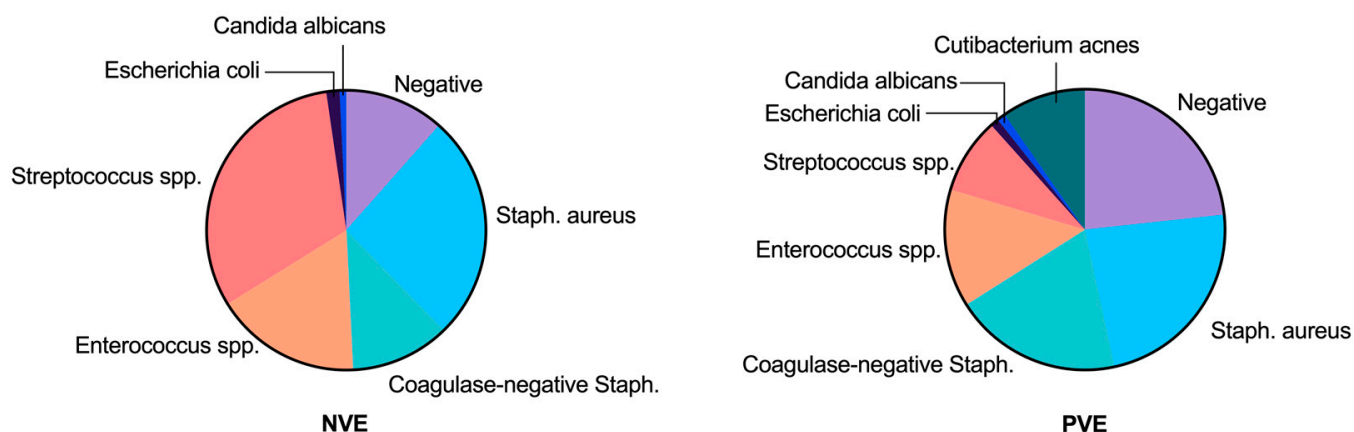 Candida albicans
Escherichia coli
Negative
Streptococcus spp.
Staph. aureus
Enterococcus spp.
Coagulase-negative Staph.
NVE
Cutibacterium acnes
Candida albicans
Negative
Escherichia coli
Streptococcus spp.
Enterococcus spp.
Staph. aureus
Coagulase-negative Staph.
PVE